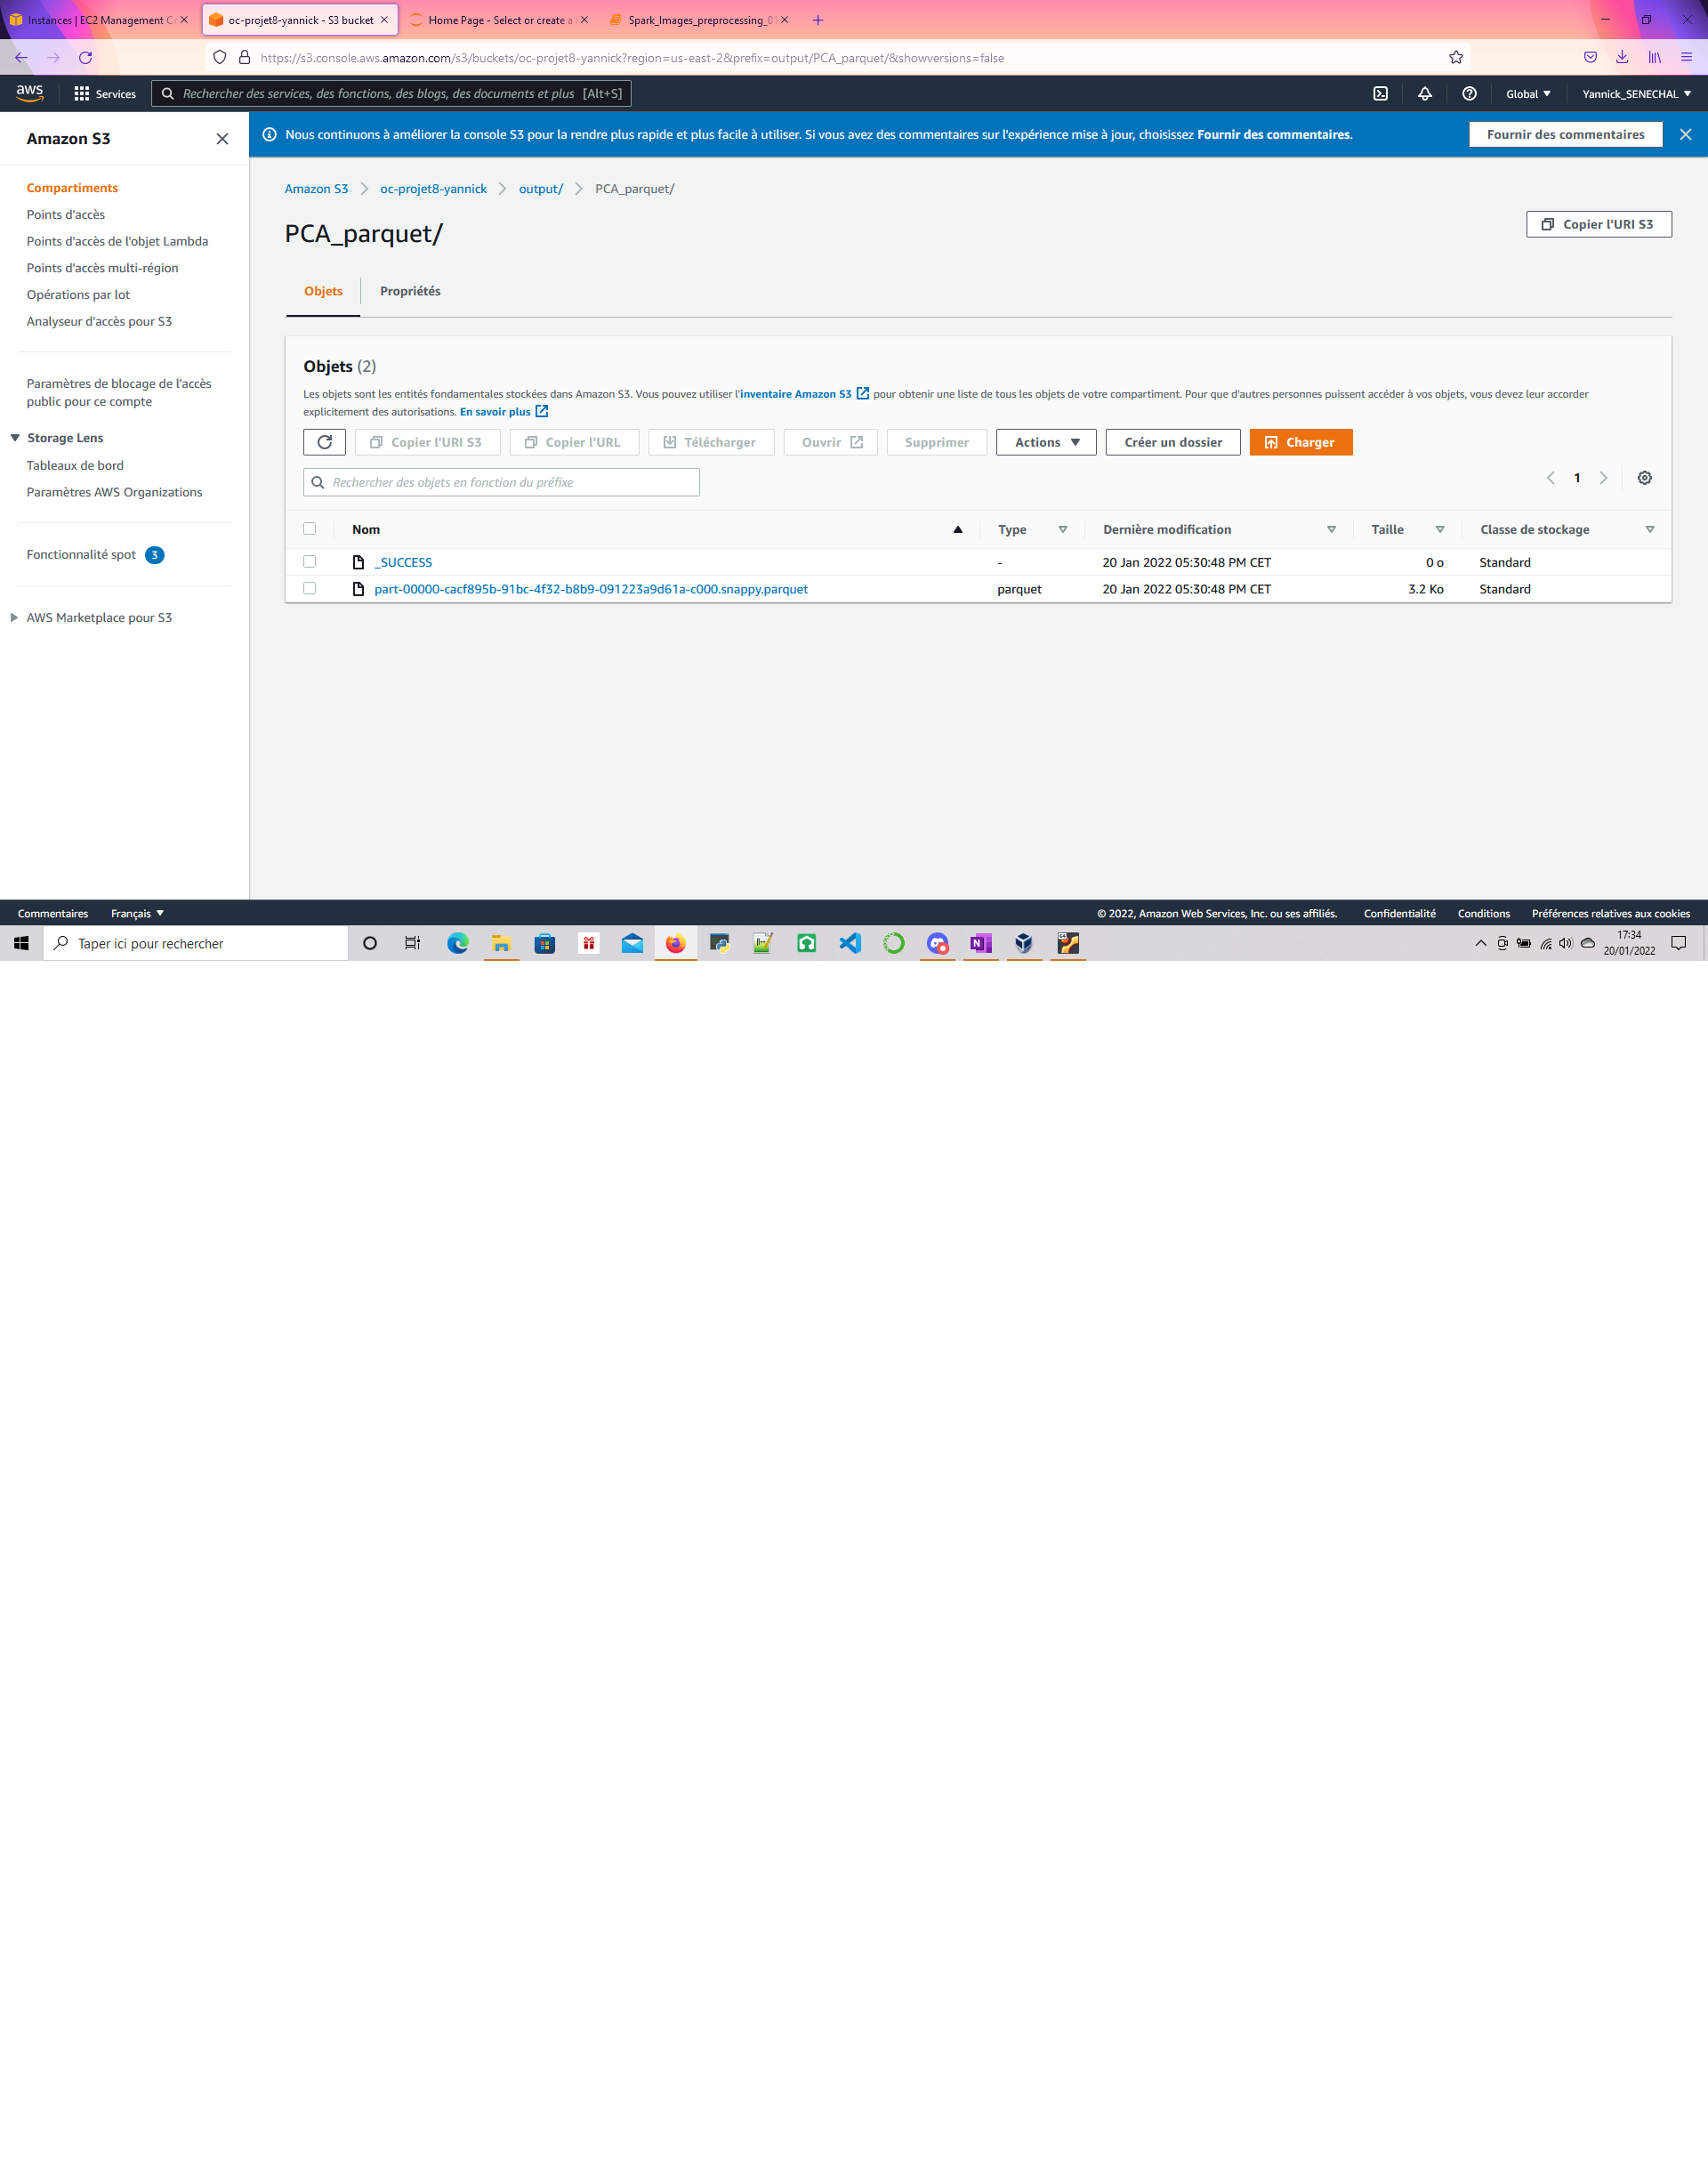 Instances | EC2 Management Co
oc-projet8-yannick - S3 bucket
Home Page - Select or create a
Spark_Images_preprocessing_01
https://s3.console.aws.amazon.com/s3/buckets/oc-projet8-yannick?region=us-east-2&prefix=output/PCA_parquet/&showversions=false
aws
Services
Rechercher des services, des fonctions, des blogs, des documents et plus [Alt+S]
Global
Yannick_SENECHAL
Amazon S3
Nous continuons à améliorer la console S3 pour la rendre plus rapide et plus facile à utiliser. Si vous avez des commentaires sur l'expérience mise à jour, choisissez Fournir des commentaires.
Fournir des commentaires
Compartiments
Points d'accès
Points d'accès de l'objet Lambda
Points d'accès multi-région
Opérations par lot
Analyseur d'accès pour S3
Paramètres de blocage de l'accès
public pour ce compte
Storage Lens
Tableaux de bord
Paramètres AWS Organizations
Fonctionnalité spot 3
AWS Marketplace pour S3
Amazon S3 > oc-projet8-yannick > output/ > PCA_parquet/
PCA_parquet/
Copier l'URI S3
Objets
Propriétés
Objets (2)
Les objets sont les entités fondamentales stockées dans Amazon S3. Vous pouvez utiliser l'inventaire Amazon S3 pour obtenir une liste de tous les objets de votre compartiment. Pour que d'autres personnes puissent accéder à vos objets, vous devez leur accorder
explicitement des autorisations. En savoir plus
Copier l'URI S3
Copier l'URL
Télécharger
Ouvrir
Supprimer
Actions
Créer un dossier
Charger
Rechercher des objets en fonction du préfixe
1
Nom Type Dernière modification Taille Classe de stockage
_SUCCESS - 20 Jan 2022 05:30:48 PM CET 0 o Standard
part-00000-cacf895b-91bc-4f32-b8b9-091223a9d61a-c000.snappy.parquet parquet 20 Jan 2022 05:30:48 PM CET 3.2 Ko Standard
Commentaires
Français
© 2022, Amazon Web Services, Inc. ou ses affiliés.
Confidentialité
Conditions
Préférences relatives aux cookies
Taper ici pour rechercher
17:34
20/01/2022